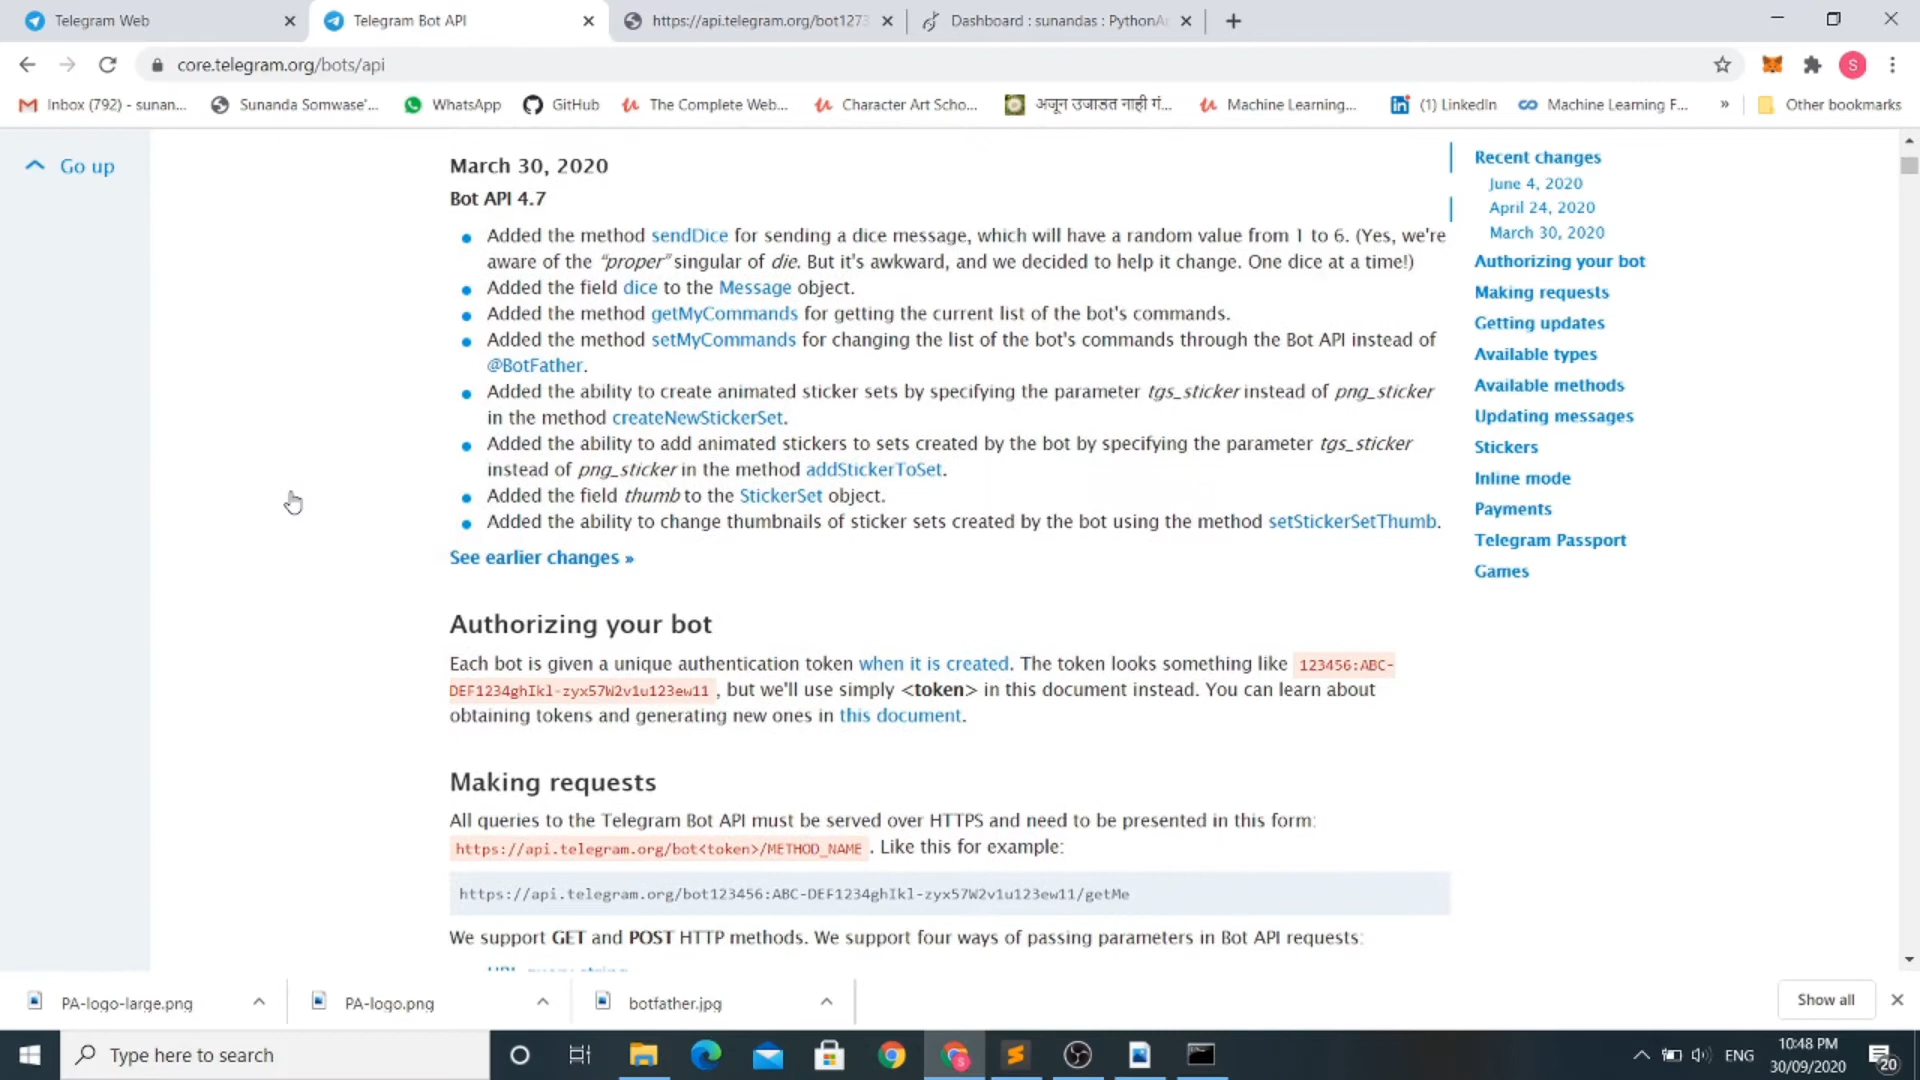 Telegram Web
Telegram Bot API
https://api.telegram.org/bot1273
Dashboard : sunandas : PythonA
core.telegram.org/bots/api
S
Inbox (792) - sunan...
Sunanda Somwase'...
WhatsApp
GitHub
The Complete Web...
Character Art Scho...
अजून उजाडत नाही गं...
Machine Learning...
(1) LinkedIn
Machine Learning F...
»
Other bookmarks
Go up
March 30, 2020
Bot API 4.7
Added the method sendDice for sending a dice message, which will have a random value from 1 to 6. (Yes, we're
aware of the “proper” singular of die. But it's awkward, and we decided to help it change. One dice at a time!)
Added the field dice to the Message object.
Added the method getMyCommands for getting the current list of the bot's commands.
Added the method setMyCommands for changing the list of the bot's commands through the Bot API instead of
@BotFather.
Added the ability to create animated sticker sets by specifying the parameter tgs_sticker instead of png_sticker
in the method createNewStickerSet.
Added the ability to add animated stickers to sets created by the bot by specifying the parameter tgs_sticker
instead of png_sticker in the method addStickerToSet.
Added the field thumb to the StickerSet object.
Added the ability to change thumbnails of sticker sets created by the bot using the method setStickerSetThumb.
See earlier changes »
Authorizing your bot
Each bot is given a unique authentication token when it is created. The token looks something like 123456:ABC-
DEF1234ghIkl-zyx57W2v1u123ew11 , but we'll use simply <token> in this document instead. You can learn about
obtaining tokens and generating new ones in this document.
Making requests
All queries to the Telegram Bot API must be served over HTTPS and need to be presented in this form:
https://api.telegram.org/bot<token>/METHOD_NAME . Like this for example:
https://api.telegram.org/bot123456:ABC-DEF1234ghIkl-zyx57W2v1u123ew11/getMe
We support GET and POST HTTP methods. We support four ways of passing parameters in Bot API requests:
URL query string
Recent changes
June 4, 2020
April 24, 2020
March 30, 2020
Authorizing your bot
Making requests
Getting updates
Available types
Available methods
Updating messages
Stickers
Inline mode
Payments
Telegram Passport
Games
PA-logo-large.png
PA-logo.png
botfather.jpg
Show all
Type here to search
ENG
10:48 PM
30/09/2020
20